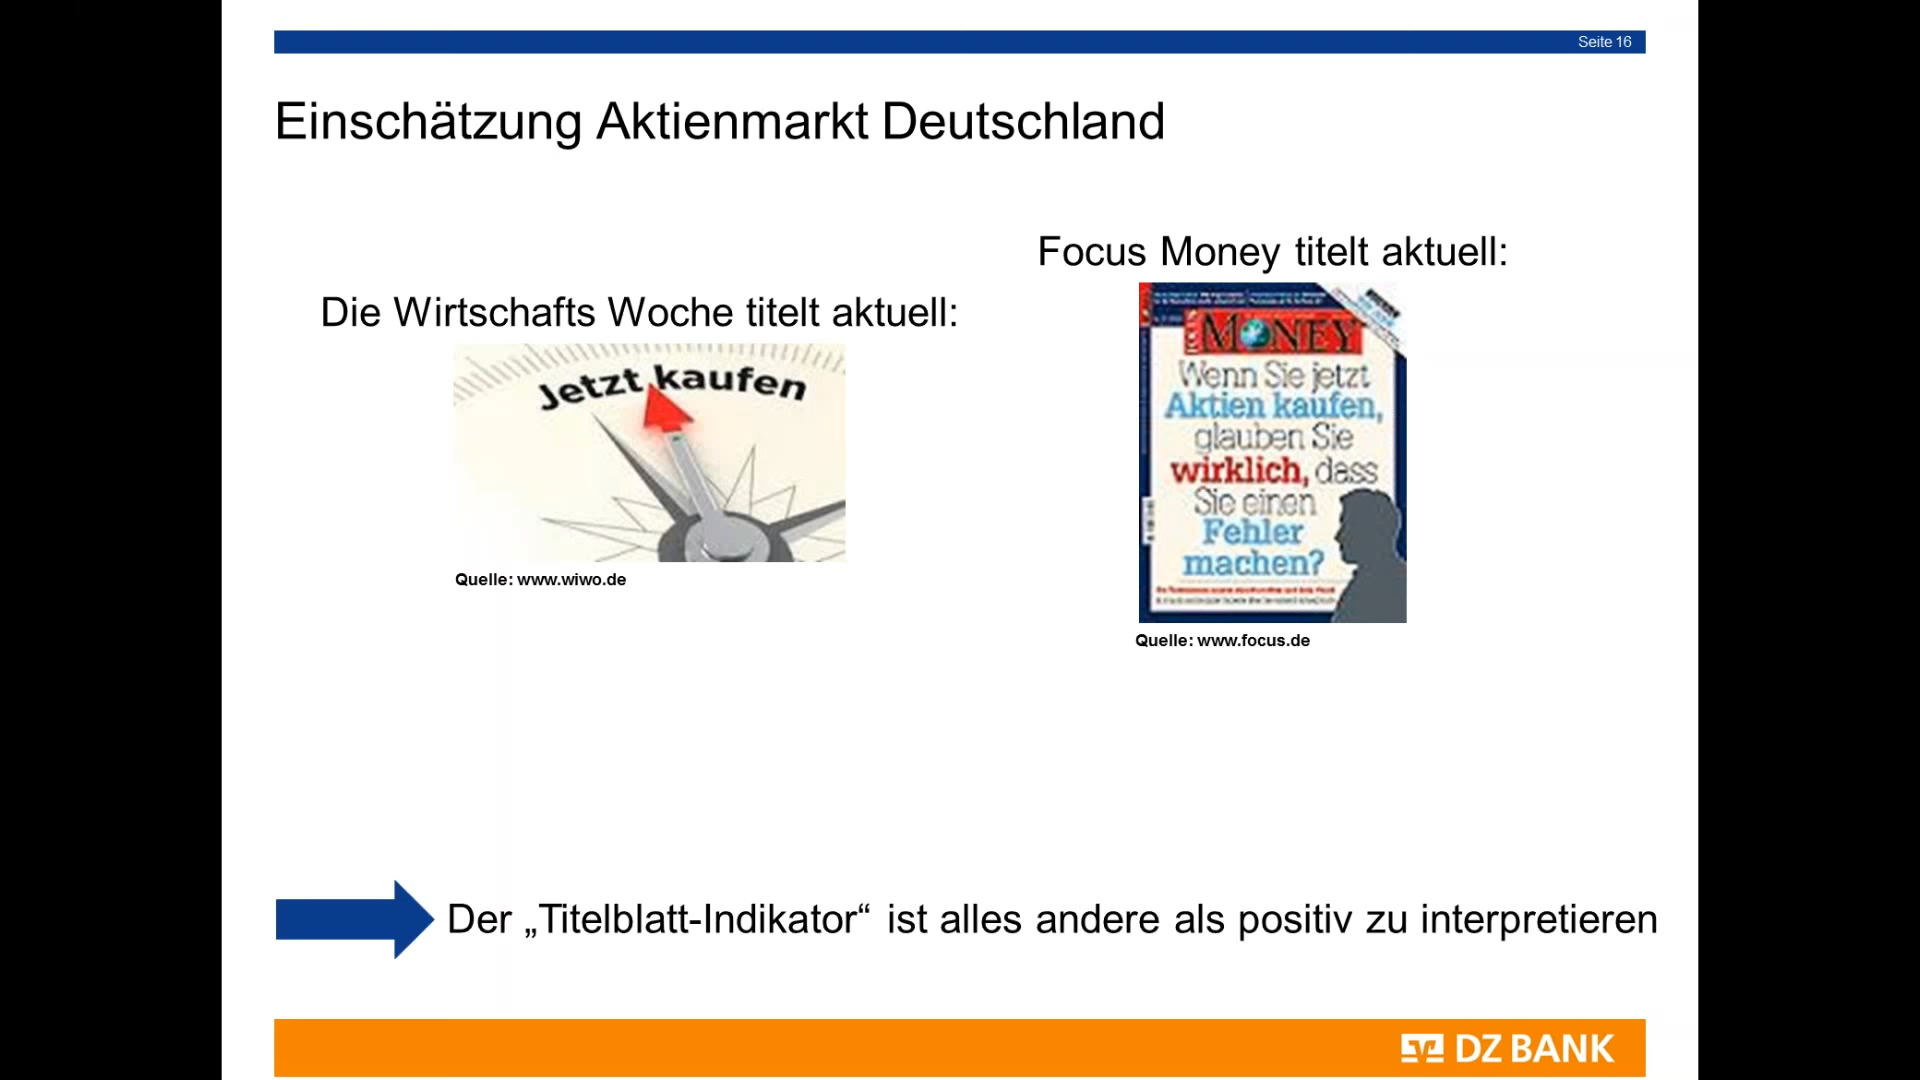 Seite 16
Einschätzung Aktienmarkt Deutschland
Focus Money titelt aktuell:
Die Wirtschafts Woche titelt aktuell:
Jetzt kaufen
Quelle: www.wiwo.de
FOCUS MONEY
Wenn Sie jetzt
Aktien kaufen,
glauben Sie
wirklich, dass
Sie einen
Fehler
machen?
Quelle: www.focus.de
Der „Titelblatt-Indikator“ ist alles andere als positiv zu interpretieren
DZ BANK